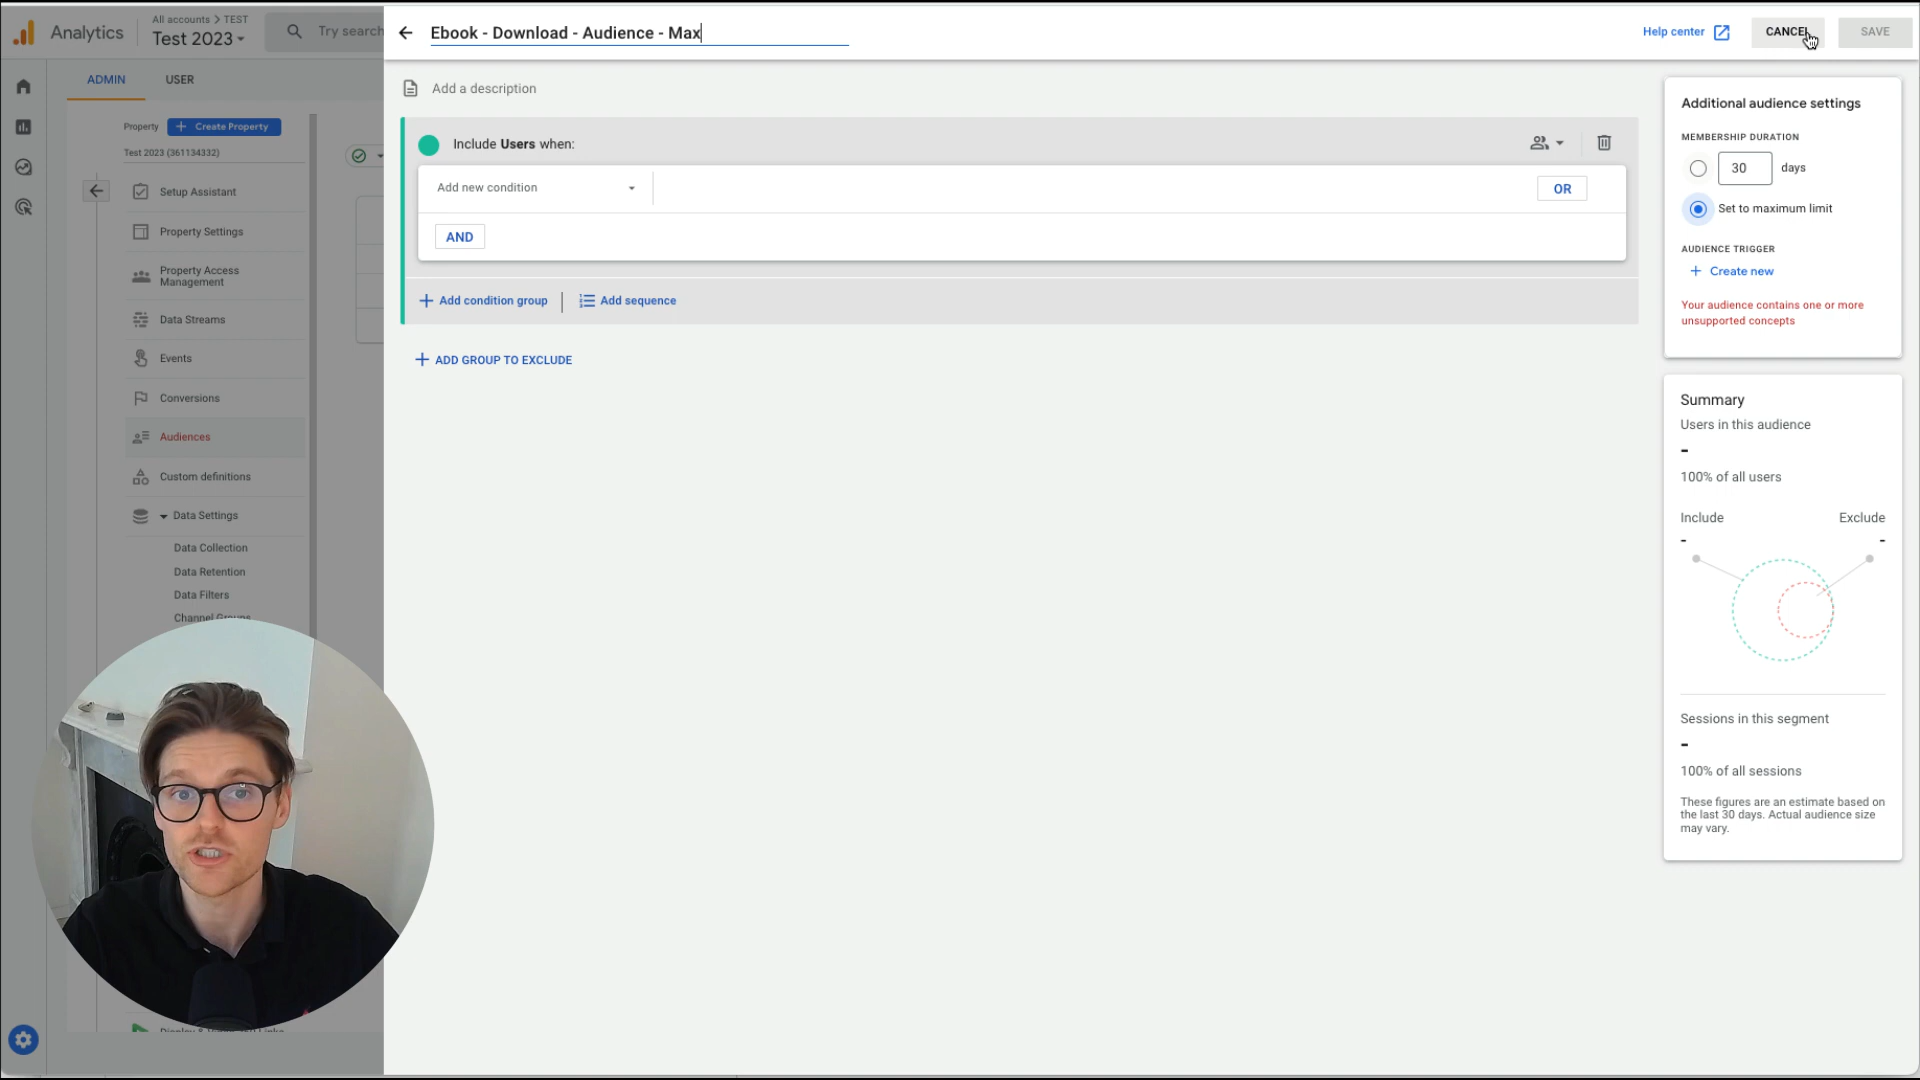 Analytics
All accounts > TEST
Test 2023
Try search
Ebook - Download - Audience - Max
Help center
CANCEL
SAVE
ADMIN
USER
Property
Create Property
Test 2023 (361134332)
Setup Assistant
Property Settings
Property Access
Management
Data Streams
Events
Conversions
Audiences
Custom definitions
Data Settings
Data Collection
Data Retention
Data Filters
Channel Groups
Add a description
Include Users when:
Add new condition
OR
AND
Add condition group
Add sequence
ADD GROUP TO EXCLUDE
Additional audience settings
MEMBERSHIP DURATION
30 days
Set to maximum limit
AUDIENCE TRIGGER
Create new
Your audience contains one or more
unsupported concepts
Summary
Users in this audience
-
100% of all users
Include
Exclude
-
-
Sessions in this segment
-
100% of all sessions
These figures are an estimate based on
the last 30 days. Actual audience size
may vary.